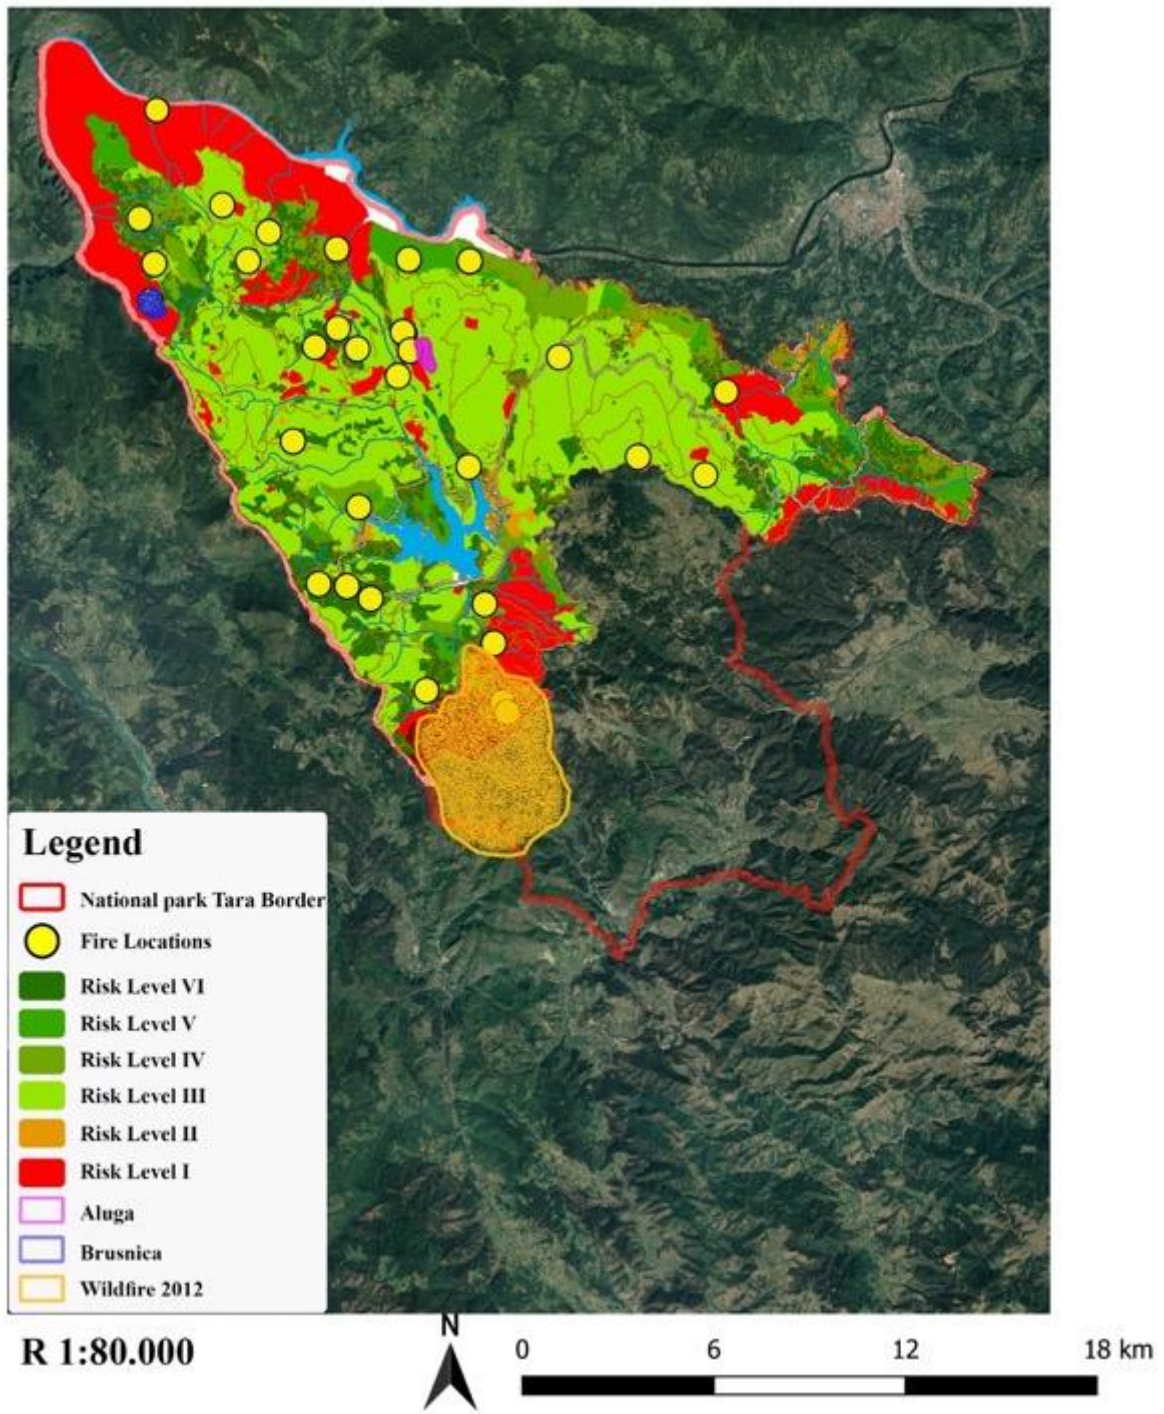 Legend
National park Tara Border
Fire Locations
Risk Level VI
Risk Level V
Risk Level IV
Risk Level III
Risk Level II
Risk Level I
Aluga
Brusnica
Wildfire 2012
R 1:80.000
N
0 6 12 18 km